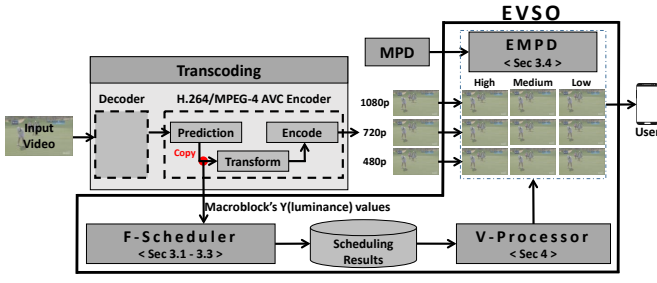 EVSO
MPD
EMPD
< Sec 3.4 >
Transcoding
High Medium Low
Decoder
H.264/MPEG-4 AVC Encoder
1080p
Input
Video
Prediction
Encode
720p
User
Copy
Transform
480p
Macroblock's Y(luminance) values
F-Scheduler
< Sec 3.1 - 3.3 >
Scheduling
Results
V-Processor
< Sec 4 >